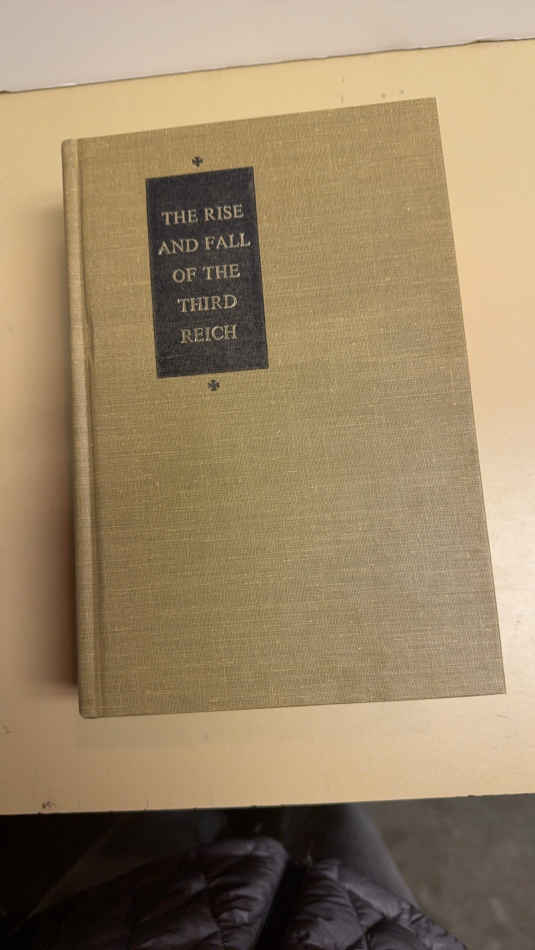 THE RISE
AND FALL
OF THE
THIRD
REICH